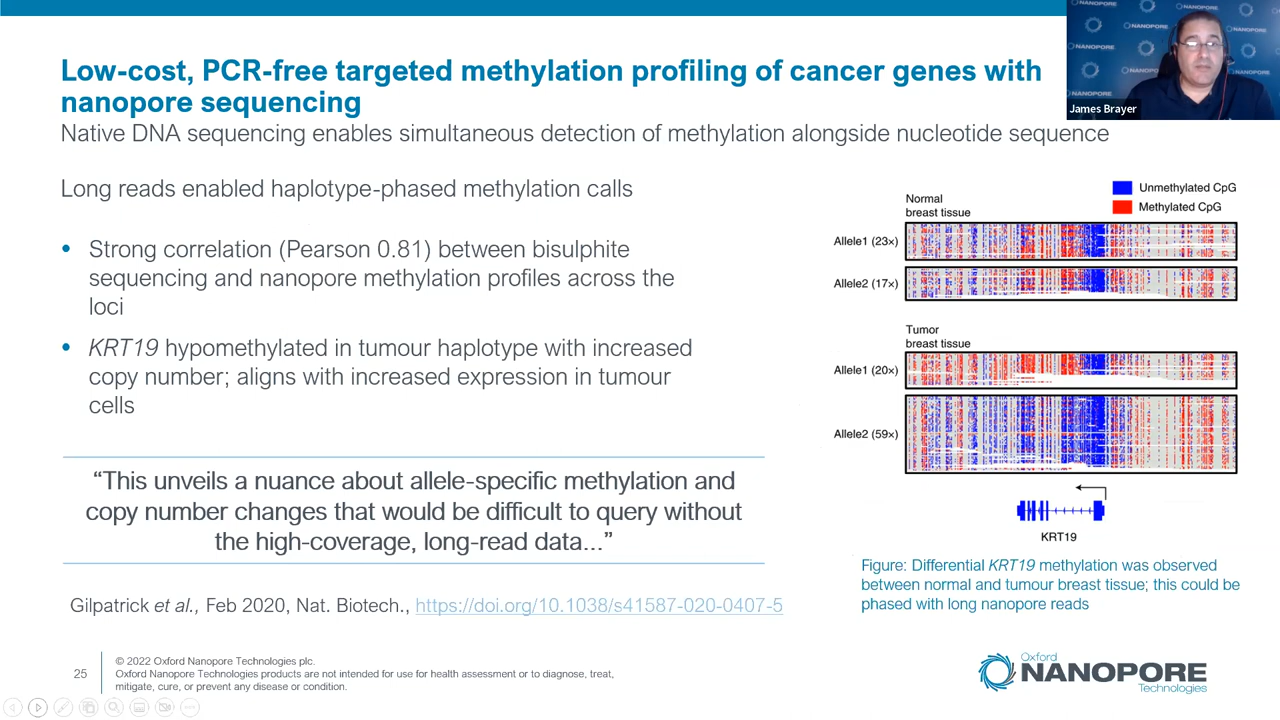 Low-cost, PCR-free targeted methylation profiling of cancer genes with
nanopore sequencing
Native DNA sequencing enables simultaneous detection of methylation alongside nucleotide sequence
Long reads enabled haplotype-phased methylation calls
• Strong correlation (Pearson 0.81) between bisulphite
sequencing and nanopore methylation profiles across the
loci
• KRT19 hypomethylated in tumour haplotype with increased
copy number; aligns with increased expression in tumour
cells
“This unveils a nuance about allele-specific methylation and
copy number changes that would be difficult to query without
the high-coverage, long-read data...”
Gilpatrick et al., Feb 2020, Nat. Biotech., https://doi.org/10.1038/s41587-020-0407-5
NANOPORE
James Brayer
Unmethylated CpG
Methylated CpG
Normal
breast tissue
Allele1 (23×)
Allele2 (17×)
Tumor
breast tissue
Allele1 (20×)
Allele2 (59×)
KRT19
Figure: Differential KRT19 methylation was observed
between normal and tumour breast tissue; this could be
phased with long nanopore reads
25
© 2022 Oxford Nanopore Technologies plc.
Oxford Nanopore Technologies products are not intended for use for health assessment or to diagnose, treat,
mitigate, cure, or prevent any disease or condition.
Oxford
NANOPORE
Technologies